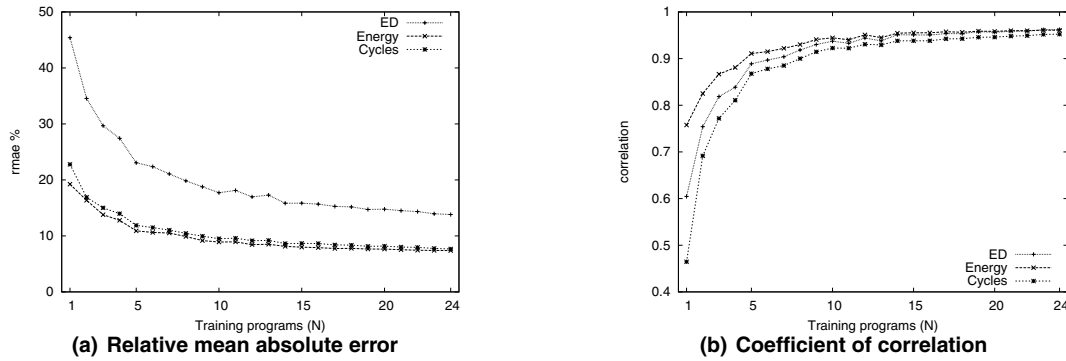 50
40
30
20
10
0
rmae %
ED
Energy
Cycles
1 5 10 15 20 24
Training programs (N)
(a) Relative mean absolute error
1
0.9
0.8
0.7
0.6
0.5
0.4
correlation
ED
Energy
Cycles
1 5 10 15 20 24
Training programs (N)
(b) Coefficient of correlation